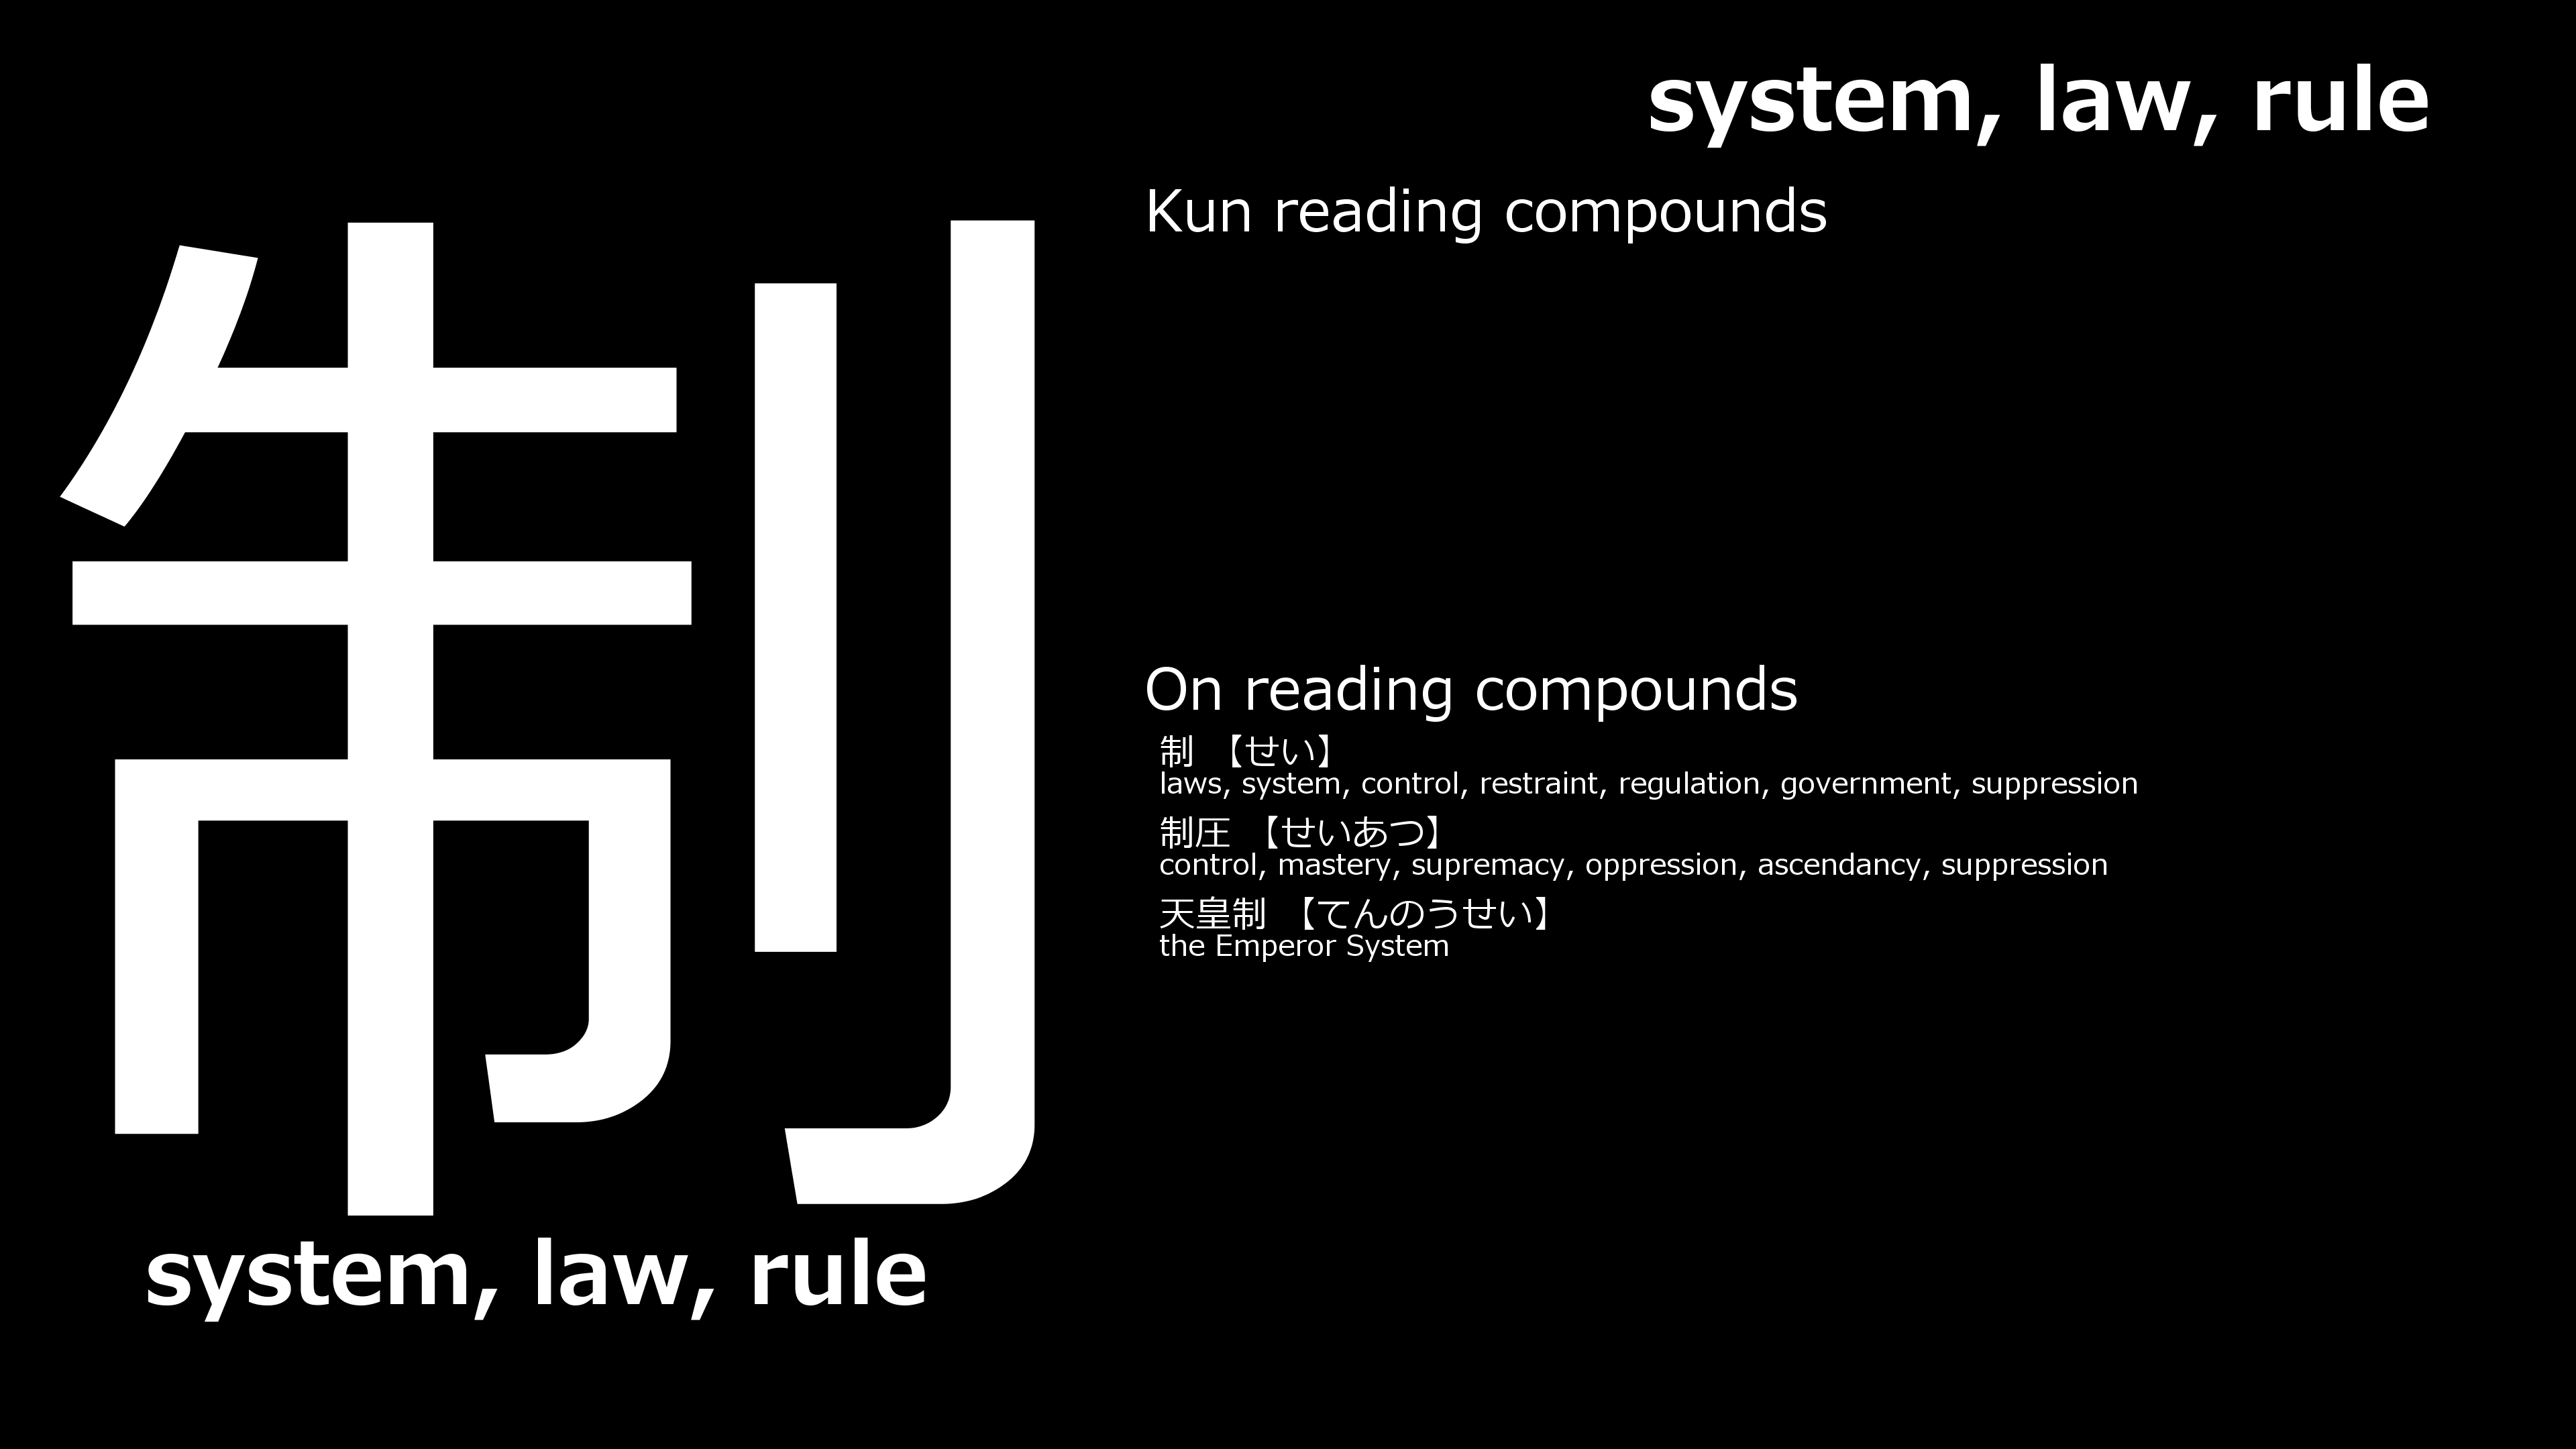 制
system, law, rule
system, law, rule
Kun reading compounds
On reading compounds
制 【せい】
laws, system, control, restraint, regulation, government, suppression
制圧 【せいあつ】
control, mastery, supremacy, oppression, ascendancy, suppression
天皇制 【てんのうせい】
the Emperor System